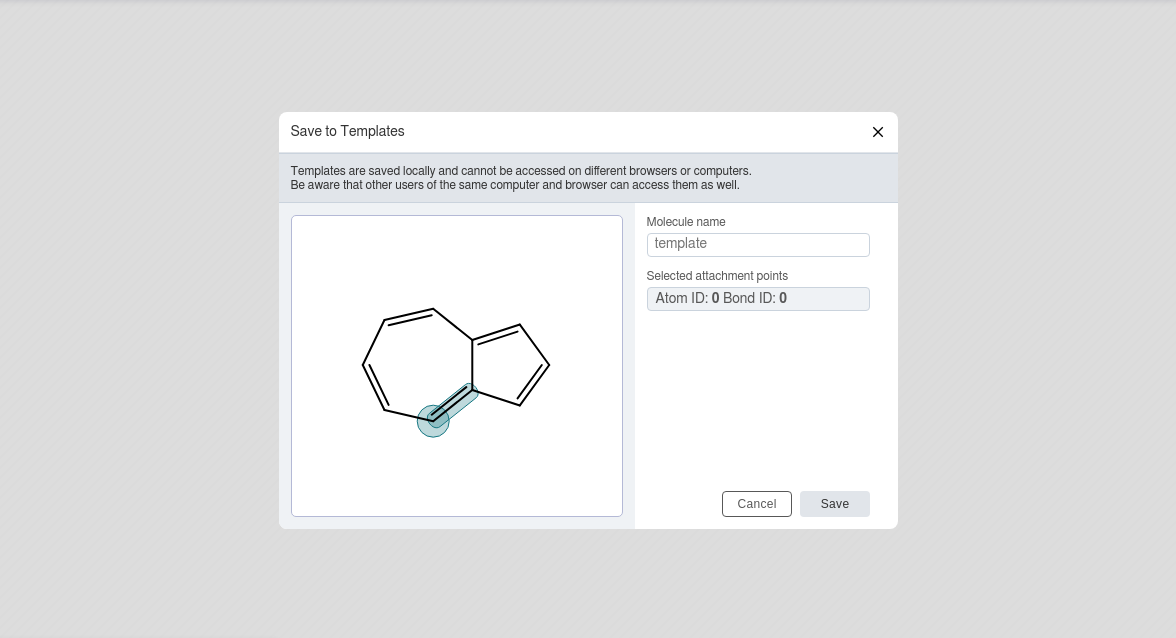 Save to Templates
Templates are saved locally and cannot be accessed on different browsers or computers.
Be aware that other users of the same computer and browser can access them as well.
Molecule name
template
Selected attachment points
Atom ID: 0 Bond ID: 0
Cancel
Save